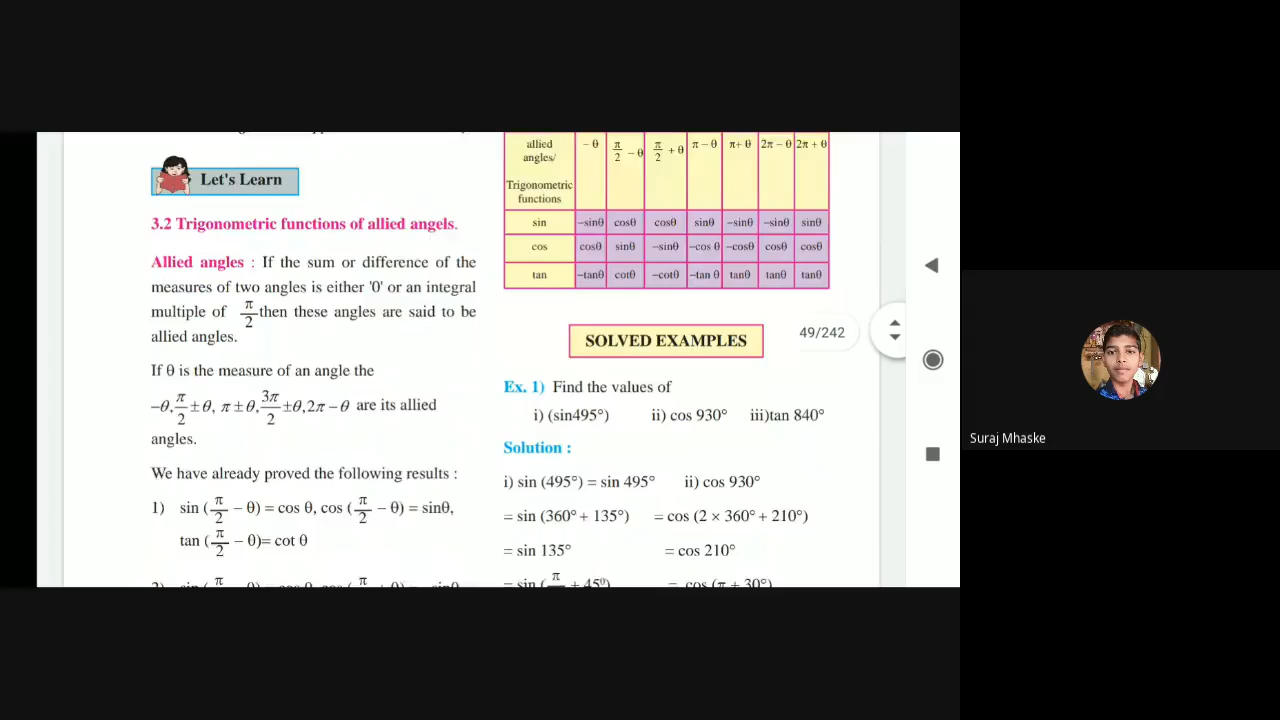 Let's Learn
3.2 Trigonometric functions of allied angels.
Allied angles : If the sum or difference of the
measures of two angles is either '0' or an integral
multiple of π/2 then these angles are said to be
allied angles.
If θ is the measure of an angle the
−θ, π/2 ± θ, π ± θ, 3π/2 ± θ, 2π − θ are its allied
angles.
We have already proved the following results :
1) sin (π/2 − θ) = cos θ, cos (π/2 − θ) = sinθ,
tan (π/2 − θ)= cot θ
allied angles/ − θ π/2 − θ π/2 + θ π − θ π+ θ 2π − θ 2π + θ
Trigonometric functions
sin −sinθ cosθ cosθ sinθ −sinθ −sinθ sinθ
cos cosθ sinθ −sinθ −cos θ −cosθ cosθ cosθ
tan −tanθ cotθ −cotθ −tan θ tanθ tanθ tanθ
SOLVED EXAMPLES
49/242
Ex. 1) Find the values of
i) (sin495°) ii) cos 930° iii)tan 840°
Solution :
i) sin (495°) = sin 495° ii) cos 930°
= sin (360° + 135°) = cos (2 × 360° + 210°)
= sin 135° = cos 210°
= sin (π + 45° = cos (π + 30°)
Suraj Mhaske